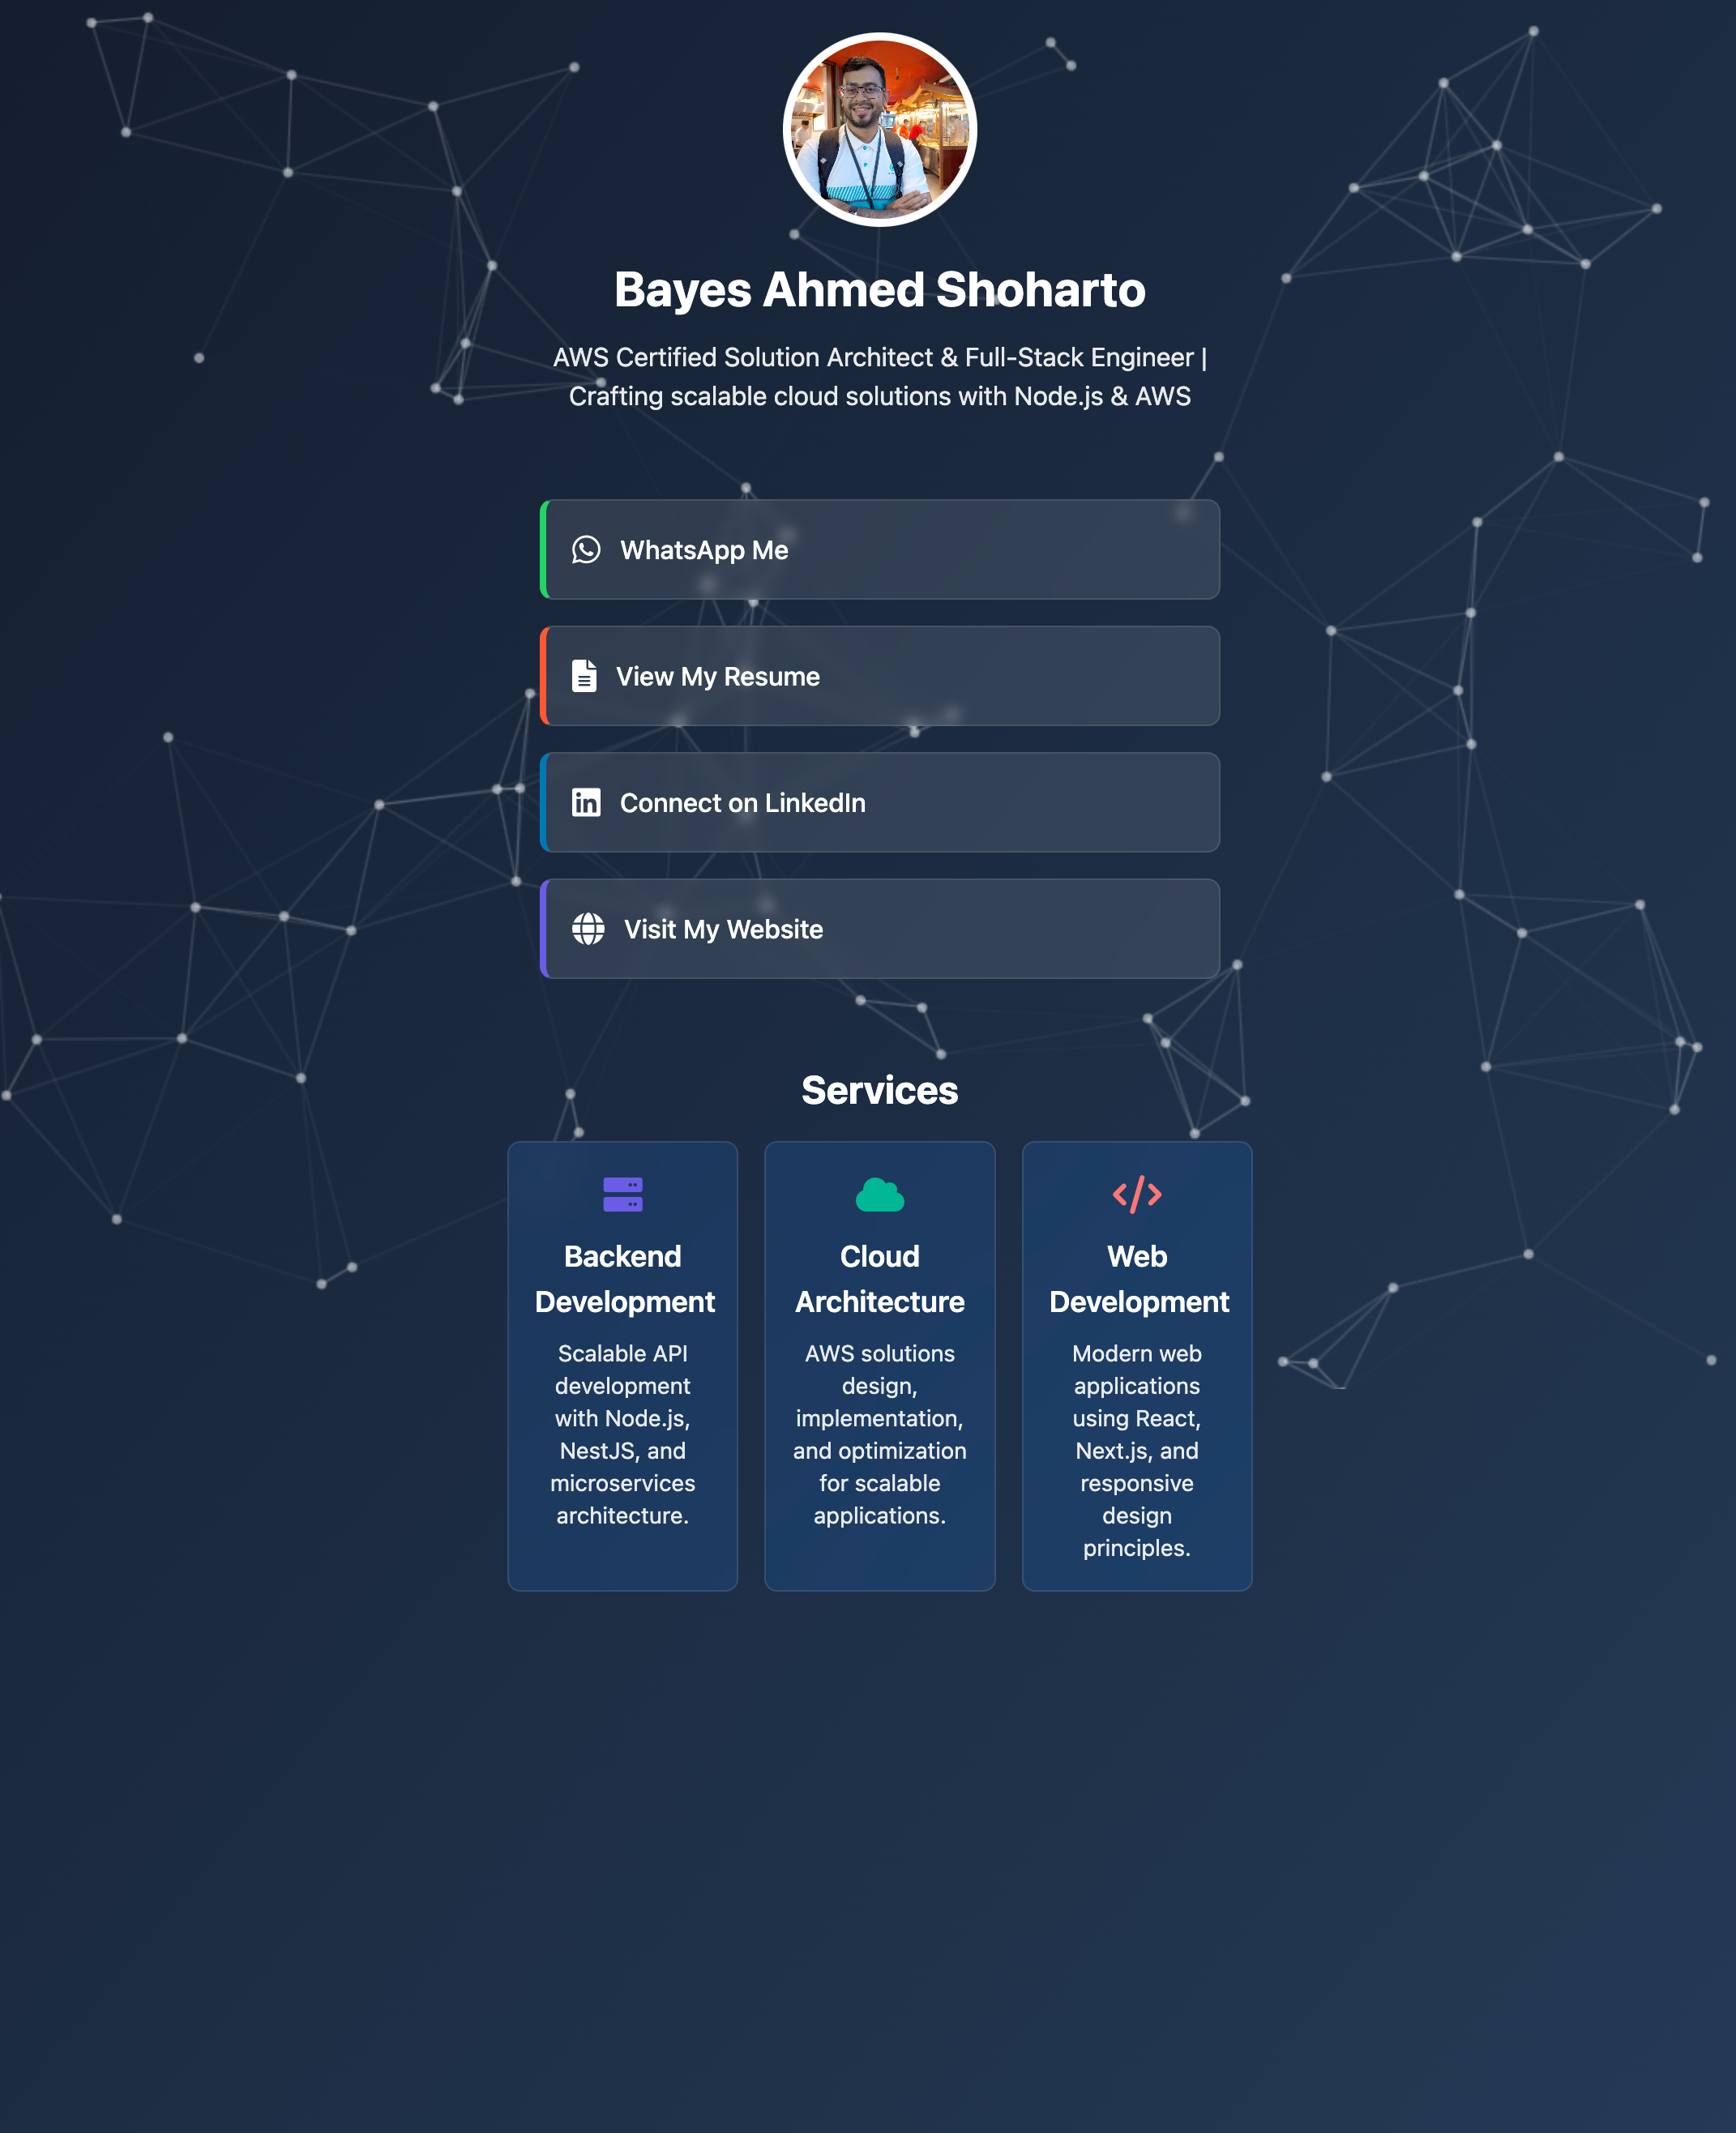 Bayes Ahmed Shoharto
AWS Certified Solution Architect & Full-Stack Engineer |
Crafting scalable cloud solutions with Node.js & AWS
WhatsApp Me
View My Resume
Connect on LinkedIn
Visit My Website
Services
Backend
Development
Scalable API
development
with Node.js,
NestJS, and
microservices
architecture.
Cloud
Architecture
AWS solutions
design,
implementation,
and optimization
for scalable
applications.
Web
Development
Modern web
applications
using React,
Next.js, and
responsive
design
principles.